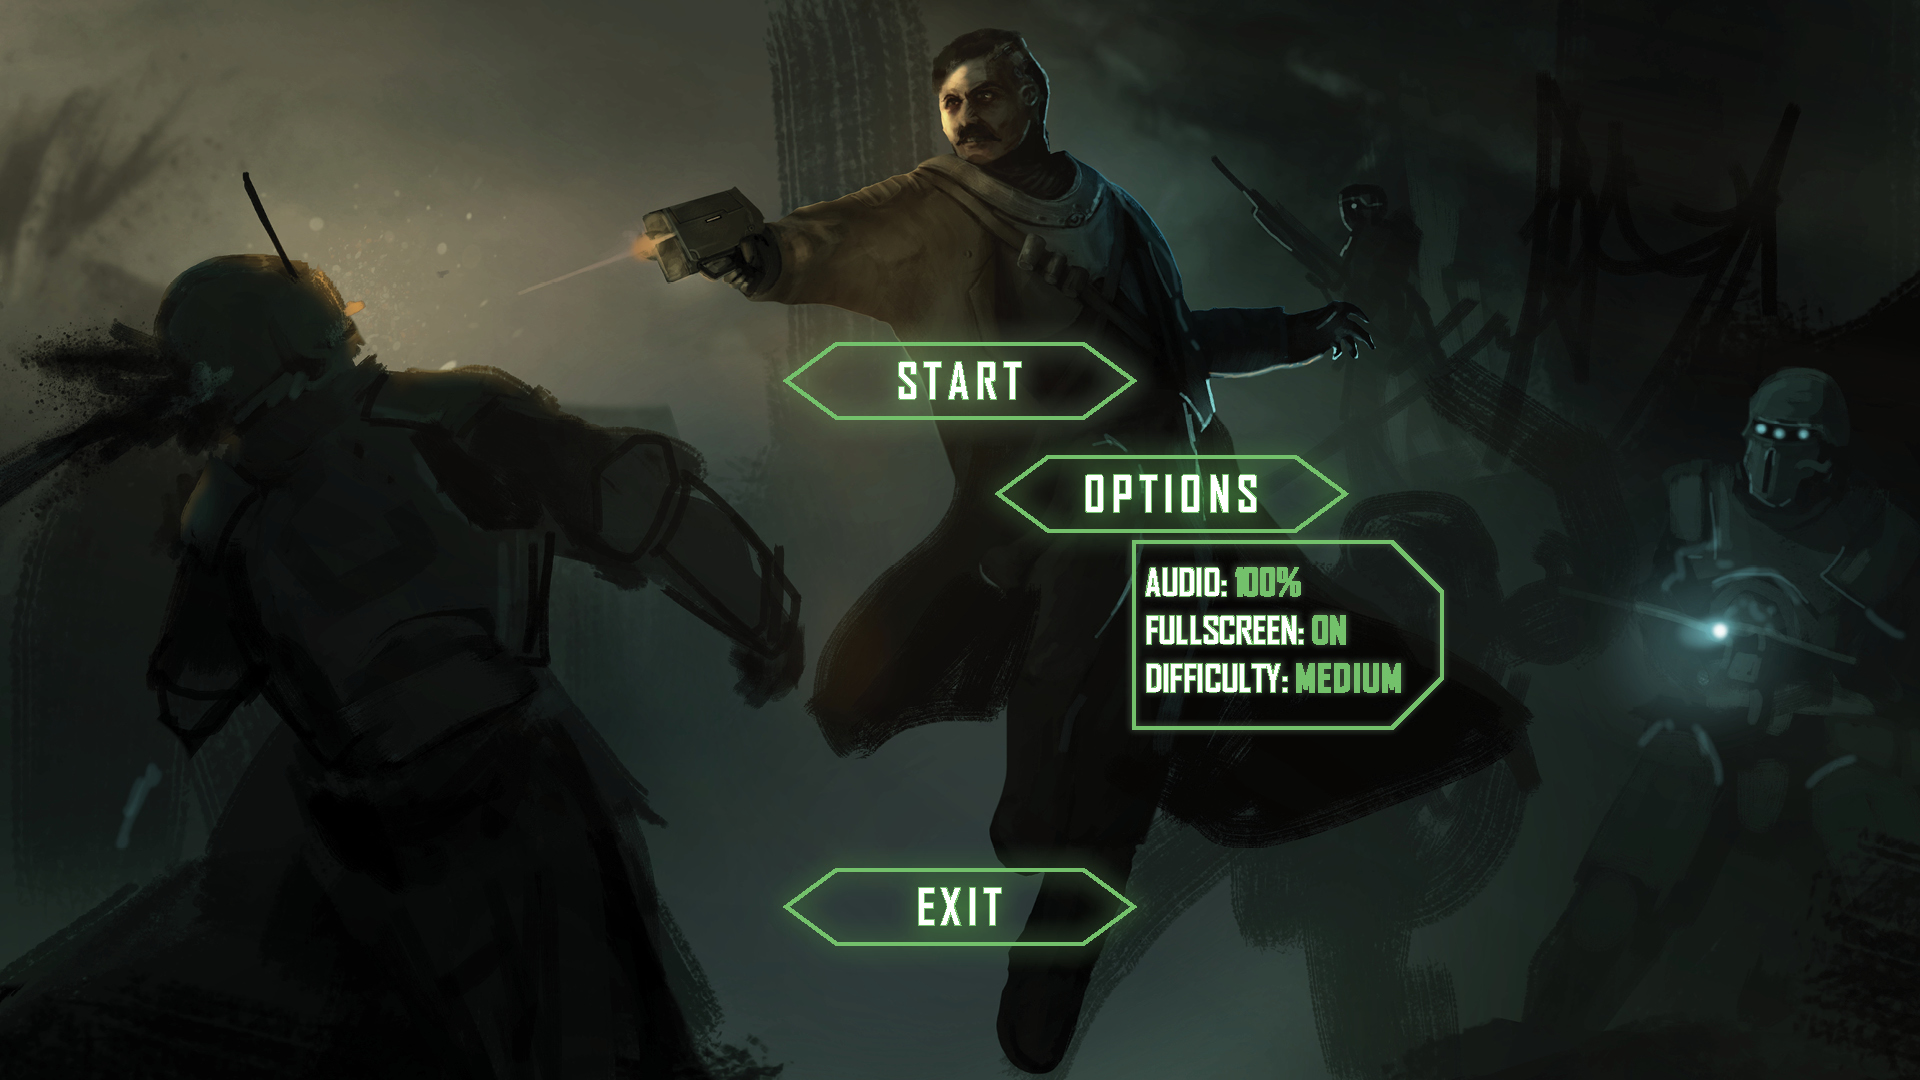 START
OPTIONS
AUDIO: 100%
FULLSCREEN: ON
DIFFICULTY: MEDIUM
EXIT